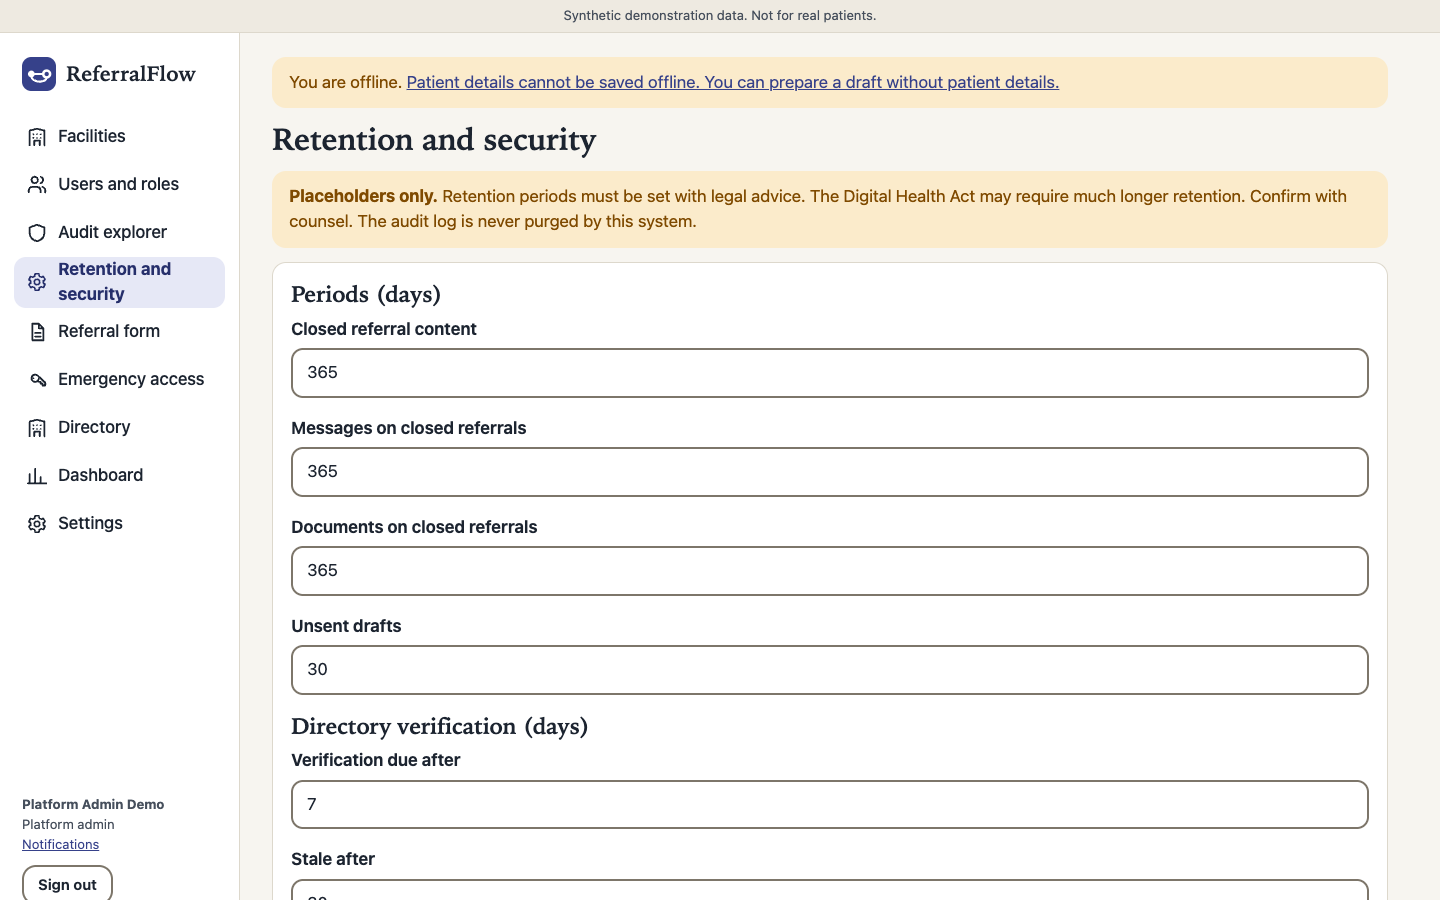 Synthetic demonstration data. Not for real patients.
ReferralFlow
Facilities
Users and roles
Audit explorer
Retention and
security
Referral form
Emergency access
Directory
Dashboard
Settings
Platform Admin Demo
Platform admin
Notifications
Sign out
You are offline. Patient details cannot be saved offline. You can prepare a draft without patient details.
Retention and security
Placeholders only. Retention periods must be set with legal advice. The Digital Health Act may require much longer retention. Confirm with
counsel. The audit log is never purged by this system.
Periods (days)
Closed referral content
365
Messages on closed referrals
365
Documents on closed referrals
365
Unsent drafts
30
Directory verification (days)
Verification due after
7
Stale after